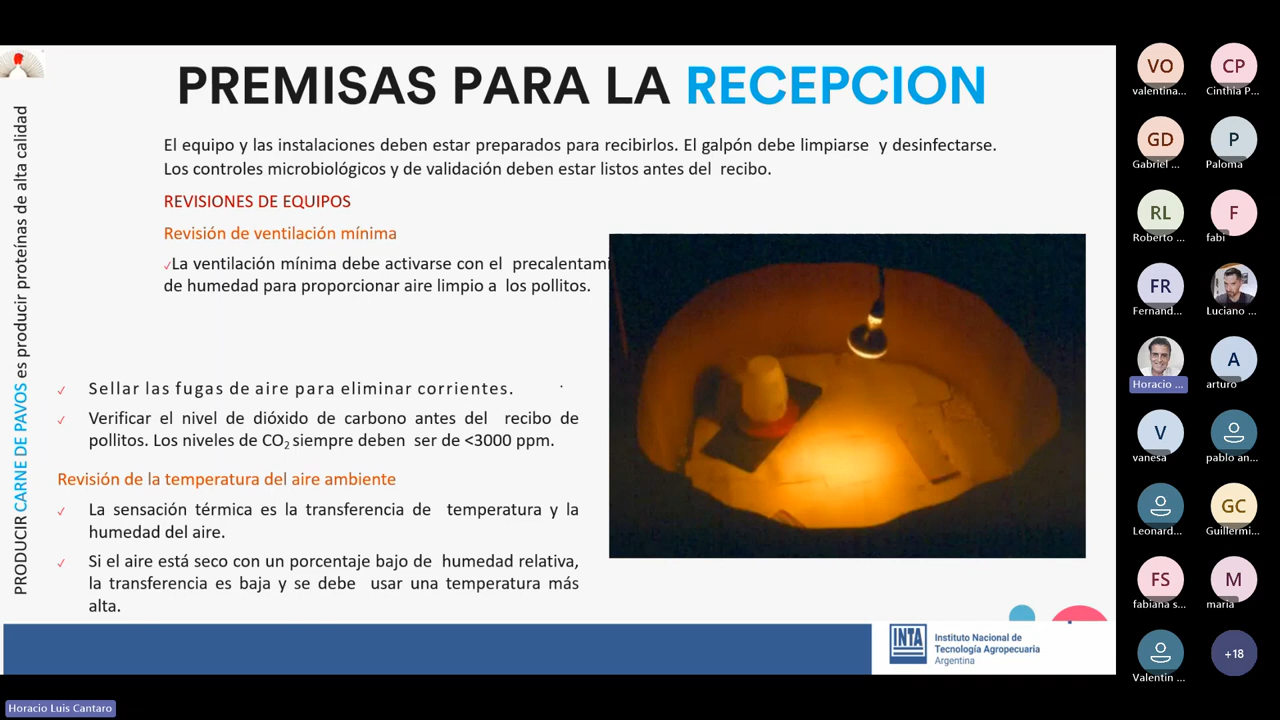 PREMISAS PARA LA RECEPCION
PRODUCIR CARNE DE PAVOS es producir proteínas de alta calidad
El equipo y las instalaciones deben estar preparados para recibirlos. El galpón debe limpiarse y desinfectarse.
Los controles microbiológicos y de validación deben estar listos antes del recibo.
REVISIONES DE EQUIPOS
Revisión de ventilación mínima
✓La ventilación mínima debe activarse con el precalentami
de humedad para proporcionar aire limpio a los pollitos.
✓ Sellar las fugas de aire para eliminar corrientes.
✓ Verificar el nivel de dióxido de carbono antes del recibo de
pollitos. Los niveles de CO2 siempre deben ser de <3000 ppm.
Revisión de la temperatura del aire ambiente
✓ La sensación térmica es la transferencia de temperatura y la
humedad del aire.
✓ Si el aire está seco con un porcentaje bajo de humedad relativa,
la transferencia es baja y se debe usar una temperatura más
alta.
INTA
Instituto Nacional de
Tecnología Agropecuaria
Argentina
VO
CP
valentina...
Cinthia P...
GD
P
Gabriel ...
Paloma
RL
F
Roberto ...
fabi
FR
Fernand...
Luciano ...
A
Horacio ...
arturo
V
vanesa
pablo an...
GC
Leonard...
Guillermi...
FS
M
fabiana s...
maria
+18
Valentin ...
Horacio Luis Cantaro